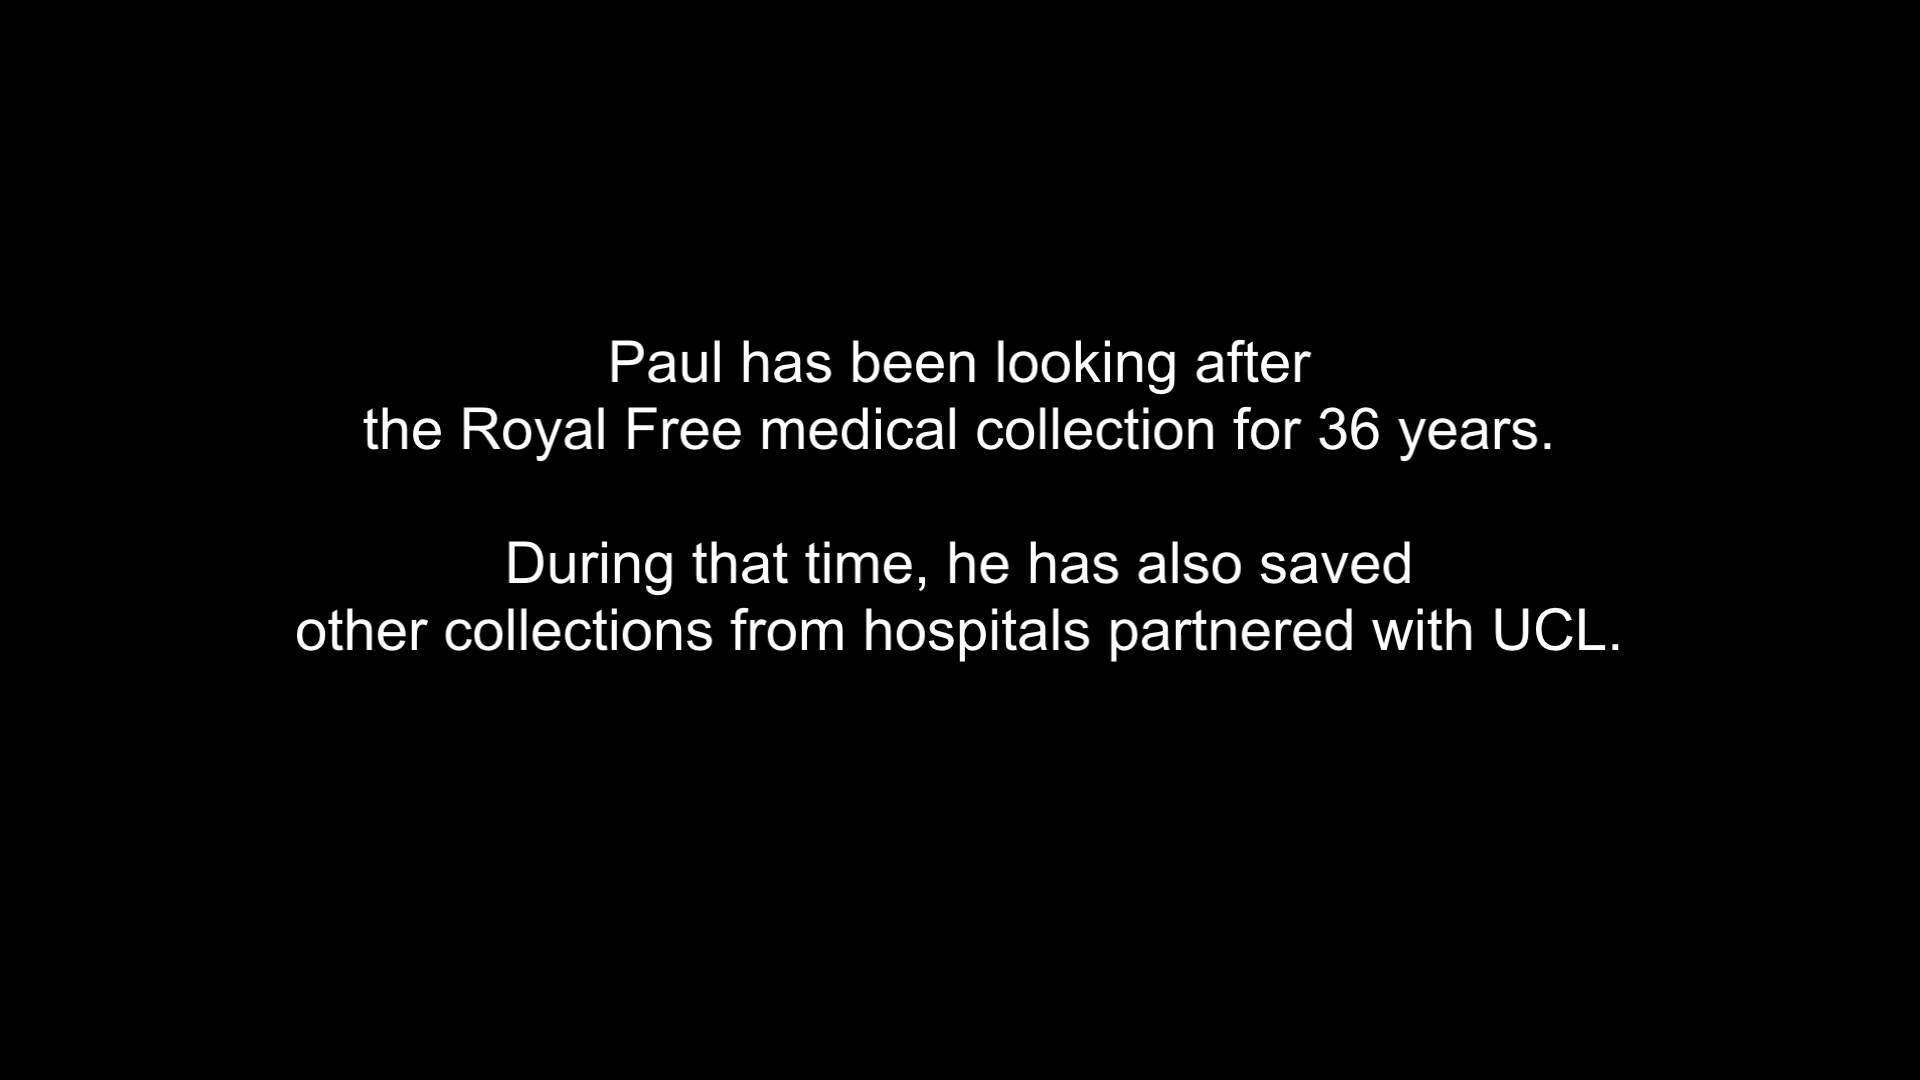 Paul has been looking after
the Royal Free medical collection for 36 years.
During that time, he has also saved
other collections from hospitals partnered with UCL.